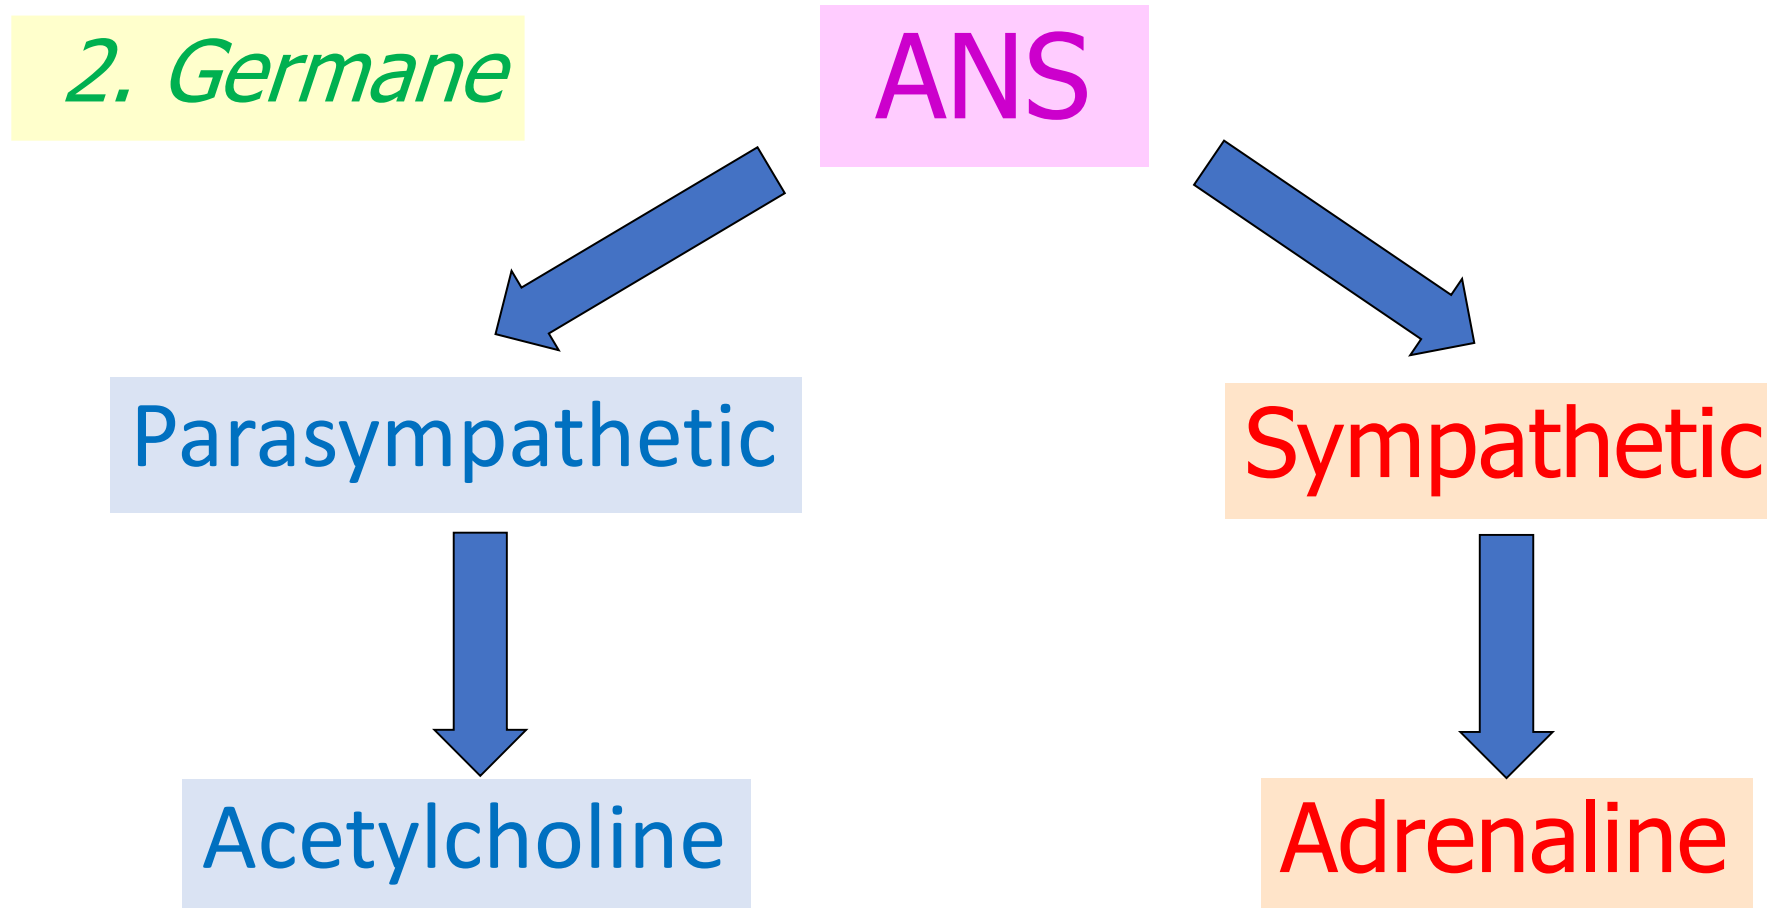 2. Germane
ANS
Parasympathetic
Sympathetic
Acetylcholine
Adrenaline